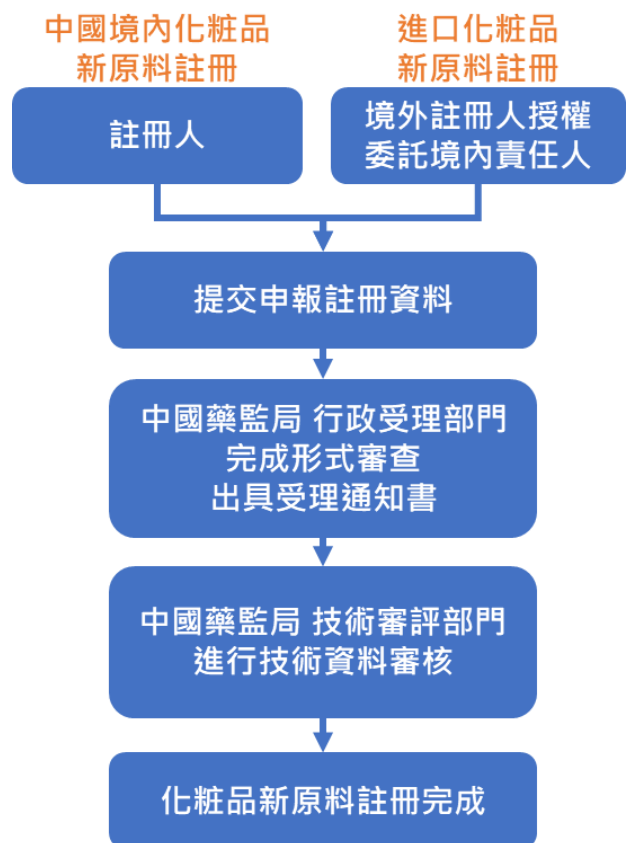 中國境內化粧品
新原料註冊
進口化粧品
新原料註冊
註冊人
境外註冊人授權
委託境內責任人
提交申報註冊資料
中國藥監局 行政受理部門
完成形式審查
出具受理通知書
中國藥監局 技術審評部門
進行技術資料審核
化粧品新原料註冊完成